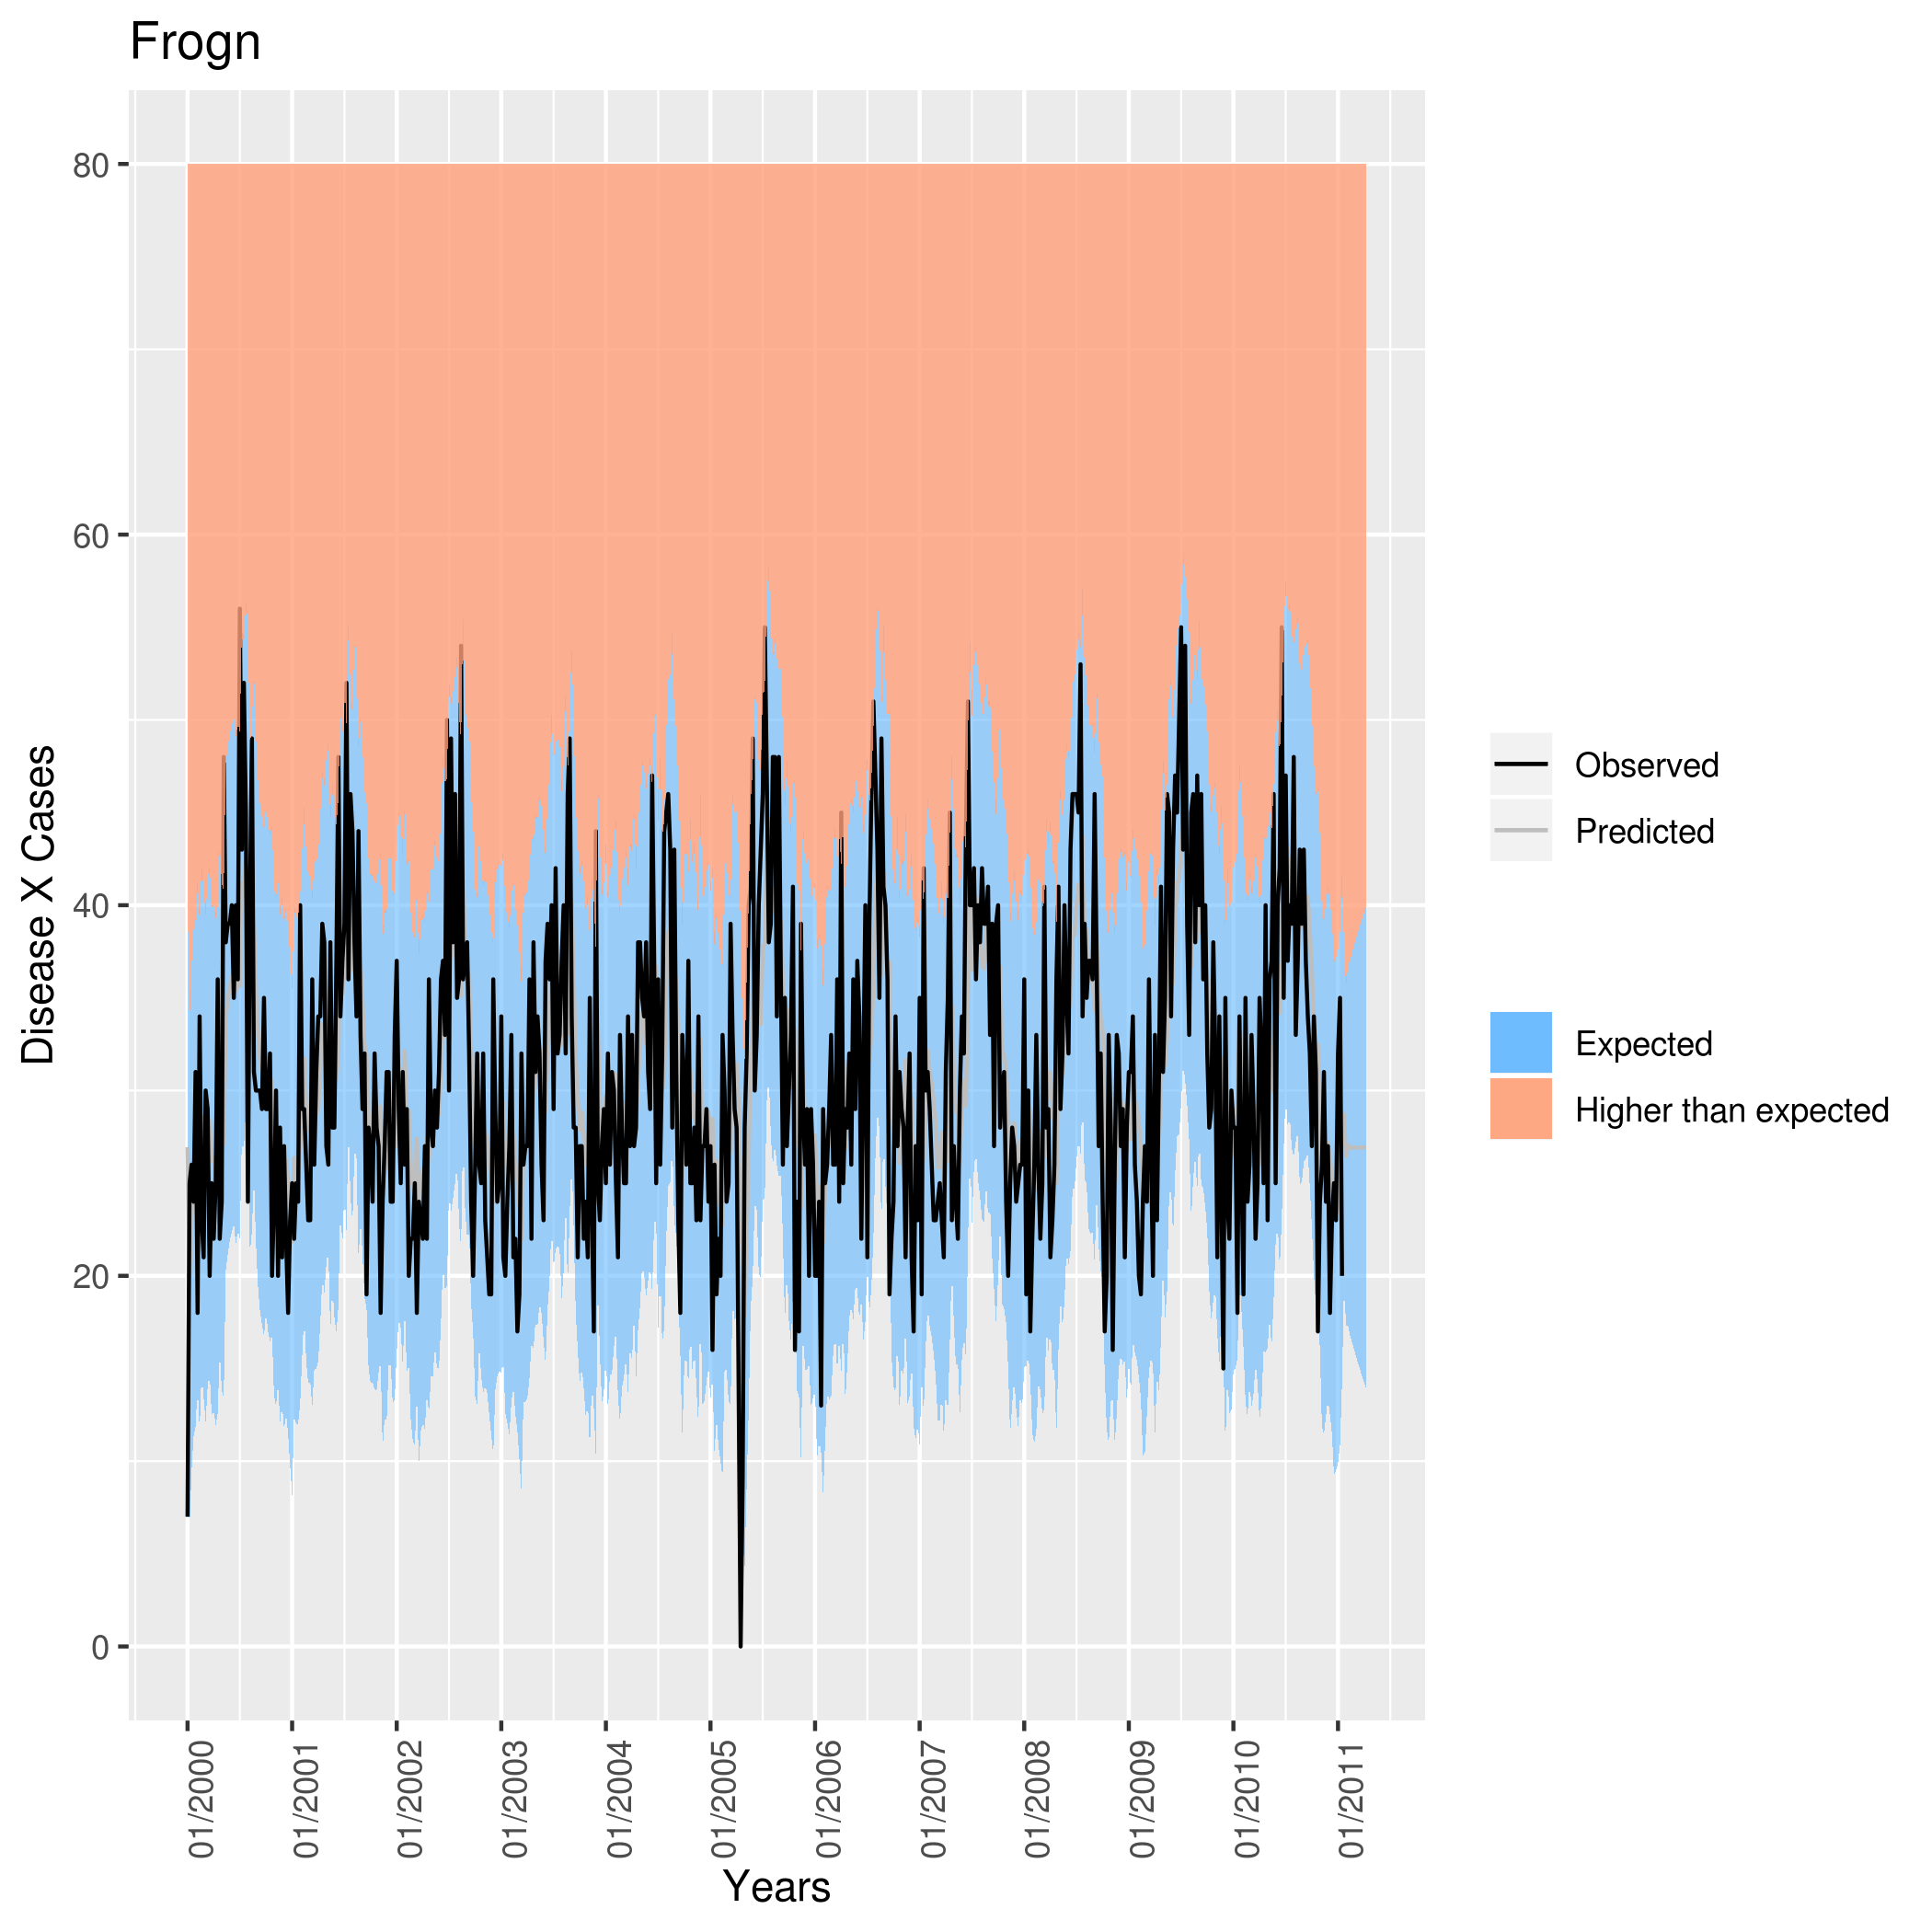 Frogn
80
60
40
20
0
Disease X Cases
01/2000
01/2001
01/2002
01/2003
01/2004
01/2005
01/2006
01/2007
01/2008
01/2009
01/2010
01/2011
Years
Observed
Predicted
Expected
Higher than expected